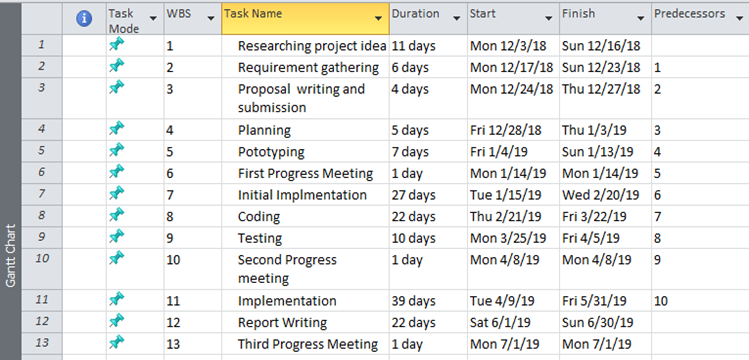 Task Mode WBS Task Name Duration Start Finish Predecessors
1 1 Researching project idea 11 days Mon 12/3/18 Sun 12/16/18
2 2 Requirement gathering 6 days Mon 12/17/18 Sun 12/23/18 1
3 3 Proposal writing and submission 4 days Mon 12/24/18 Thu 12/27/18 2
4 4 Planning 5 days Fri 12/28/18 Thu 1/3/19 3
5 5 Pototyping 7 days Fri 1/4/19 Sun 1/13/19 4
6 6 First Progress Meeting 1 day Mon 1/14/19 Mon 1/14/19 5
7 7 Initial Implmentation 27 days Tue 1/15/19 Wed 2/20/19 6
8 8 Coding 22 days Thu 2/21/19 Fri 3/22/19 7
9 9 Testing 10 days Mon 3/25/19 Fri 4/5/19 8
10 10 Second Progress meeting 1 day Mon 4/8/19 Mon 4/8/19 9
11 11 Implementation 39 days Tue 4/9/19 Fri 5/31/19 10
12 12 Report Writing 22 days Sat 6/1/19 Sun 6/30/19
13 13 Third Progress Meeting 1 day Mon 7/1/19 Mon 7/1/19
Gantt Chart